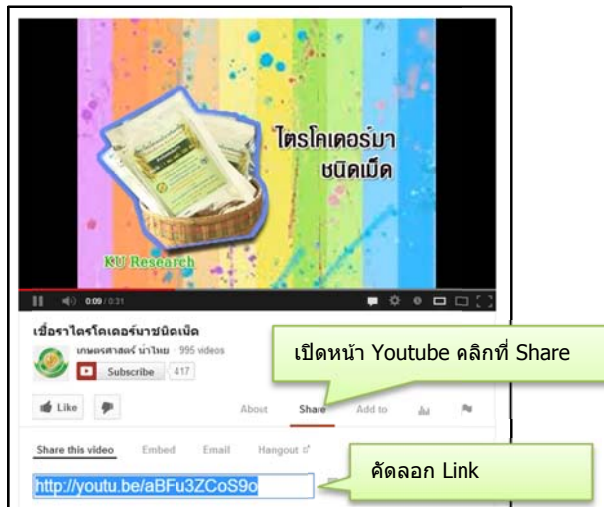 ไตรโคเดอร์มา
ชนิดเม็ด
KU Research
0:09 / 0:31
เชื้อราไตรโคเดอร์มาชนิดเม็ด
เกษตรศาสตร์ นำไทย · 995 videos
Subscribe 417
เปิดหน้า Youtube คลิกที่ Share
Like About Share Add to
Share this video Embed Email Hangout
คัดลอก Link
http://youtu.be/aBFu3ZCoS9o